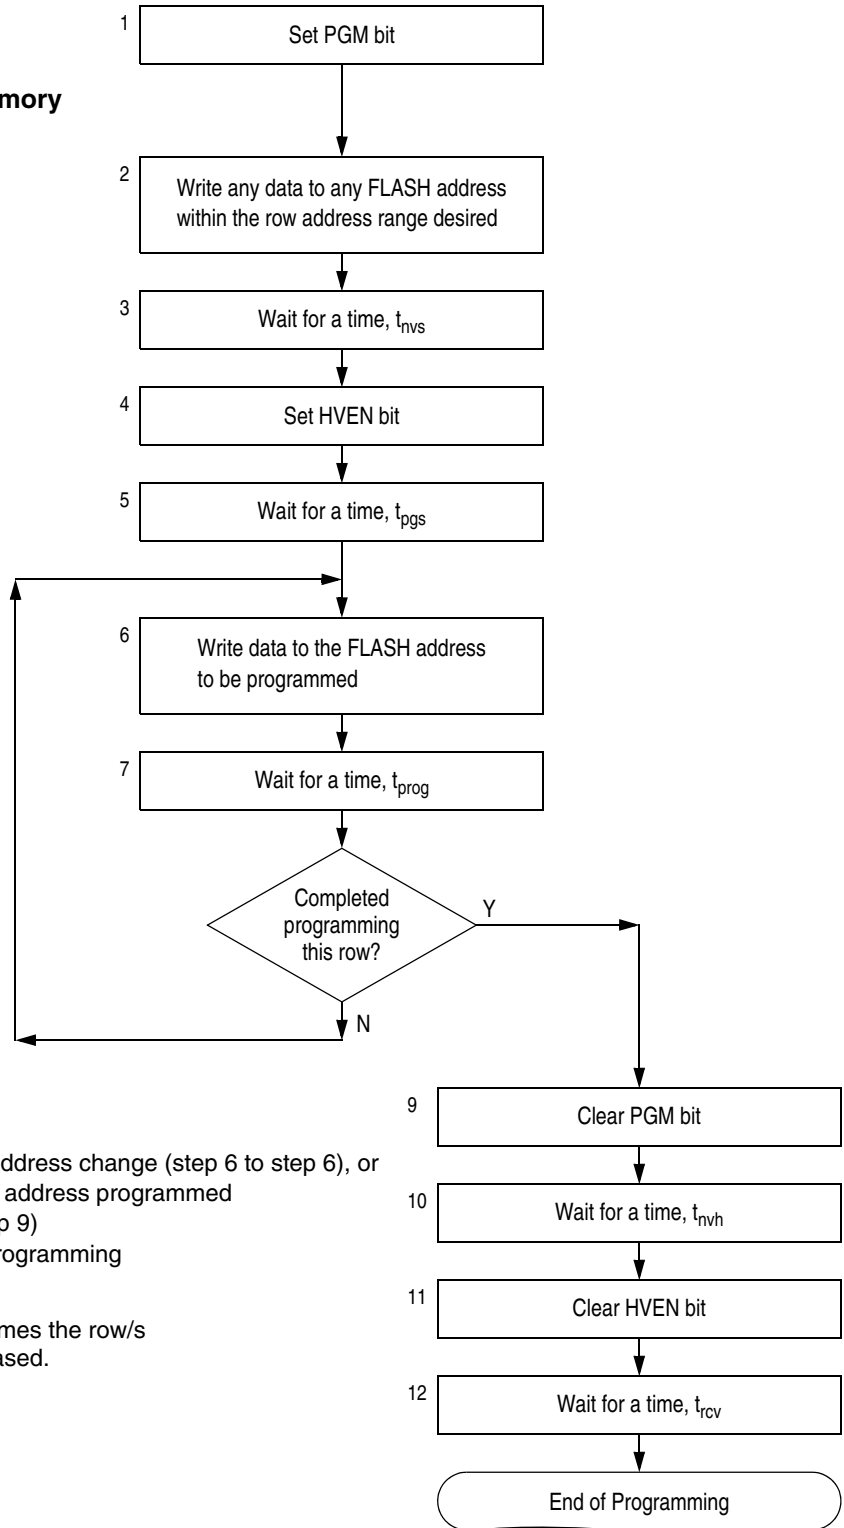 1
Set PGM bit
2
Write any data to any FLASH address
within the row address range desired
3
Wait for a time, tnvs
4
Set HVEN bit
5
Wait for a time, tpgs
6
Write data to the FLASH address
to be programmed
7
Wait for a time, tprog
Completed
programming
this row?
Y
N
9
Clear PGM bit
address change (step 6 to step 6), or
address programmed
9)
10
Wait for a time, tnvh
11
Clear HVEN bit
the row/s
12
Wait for a time, trcv
End of Programming